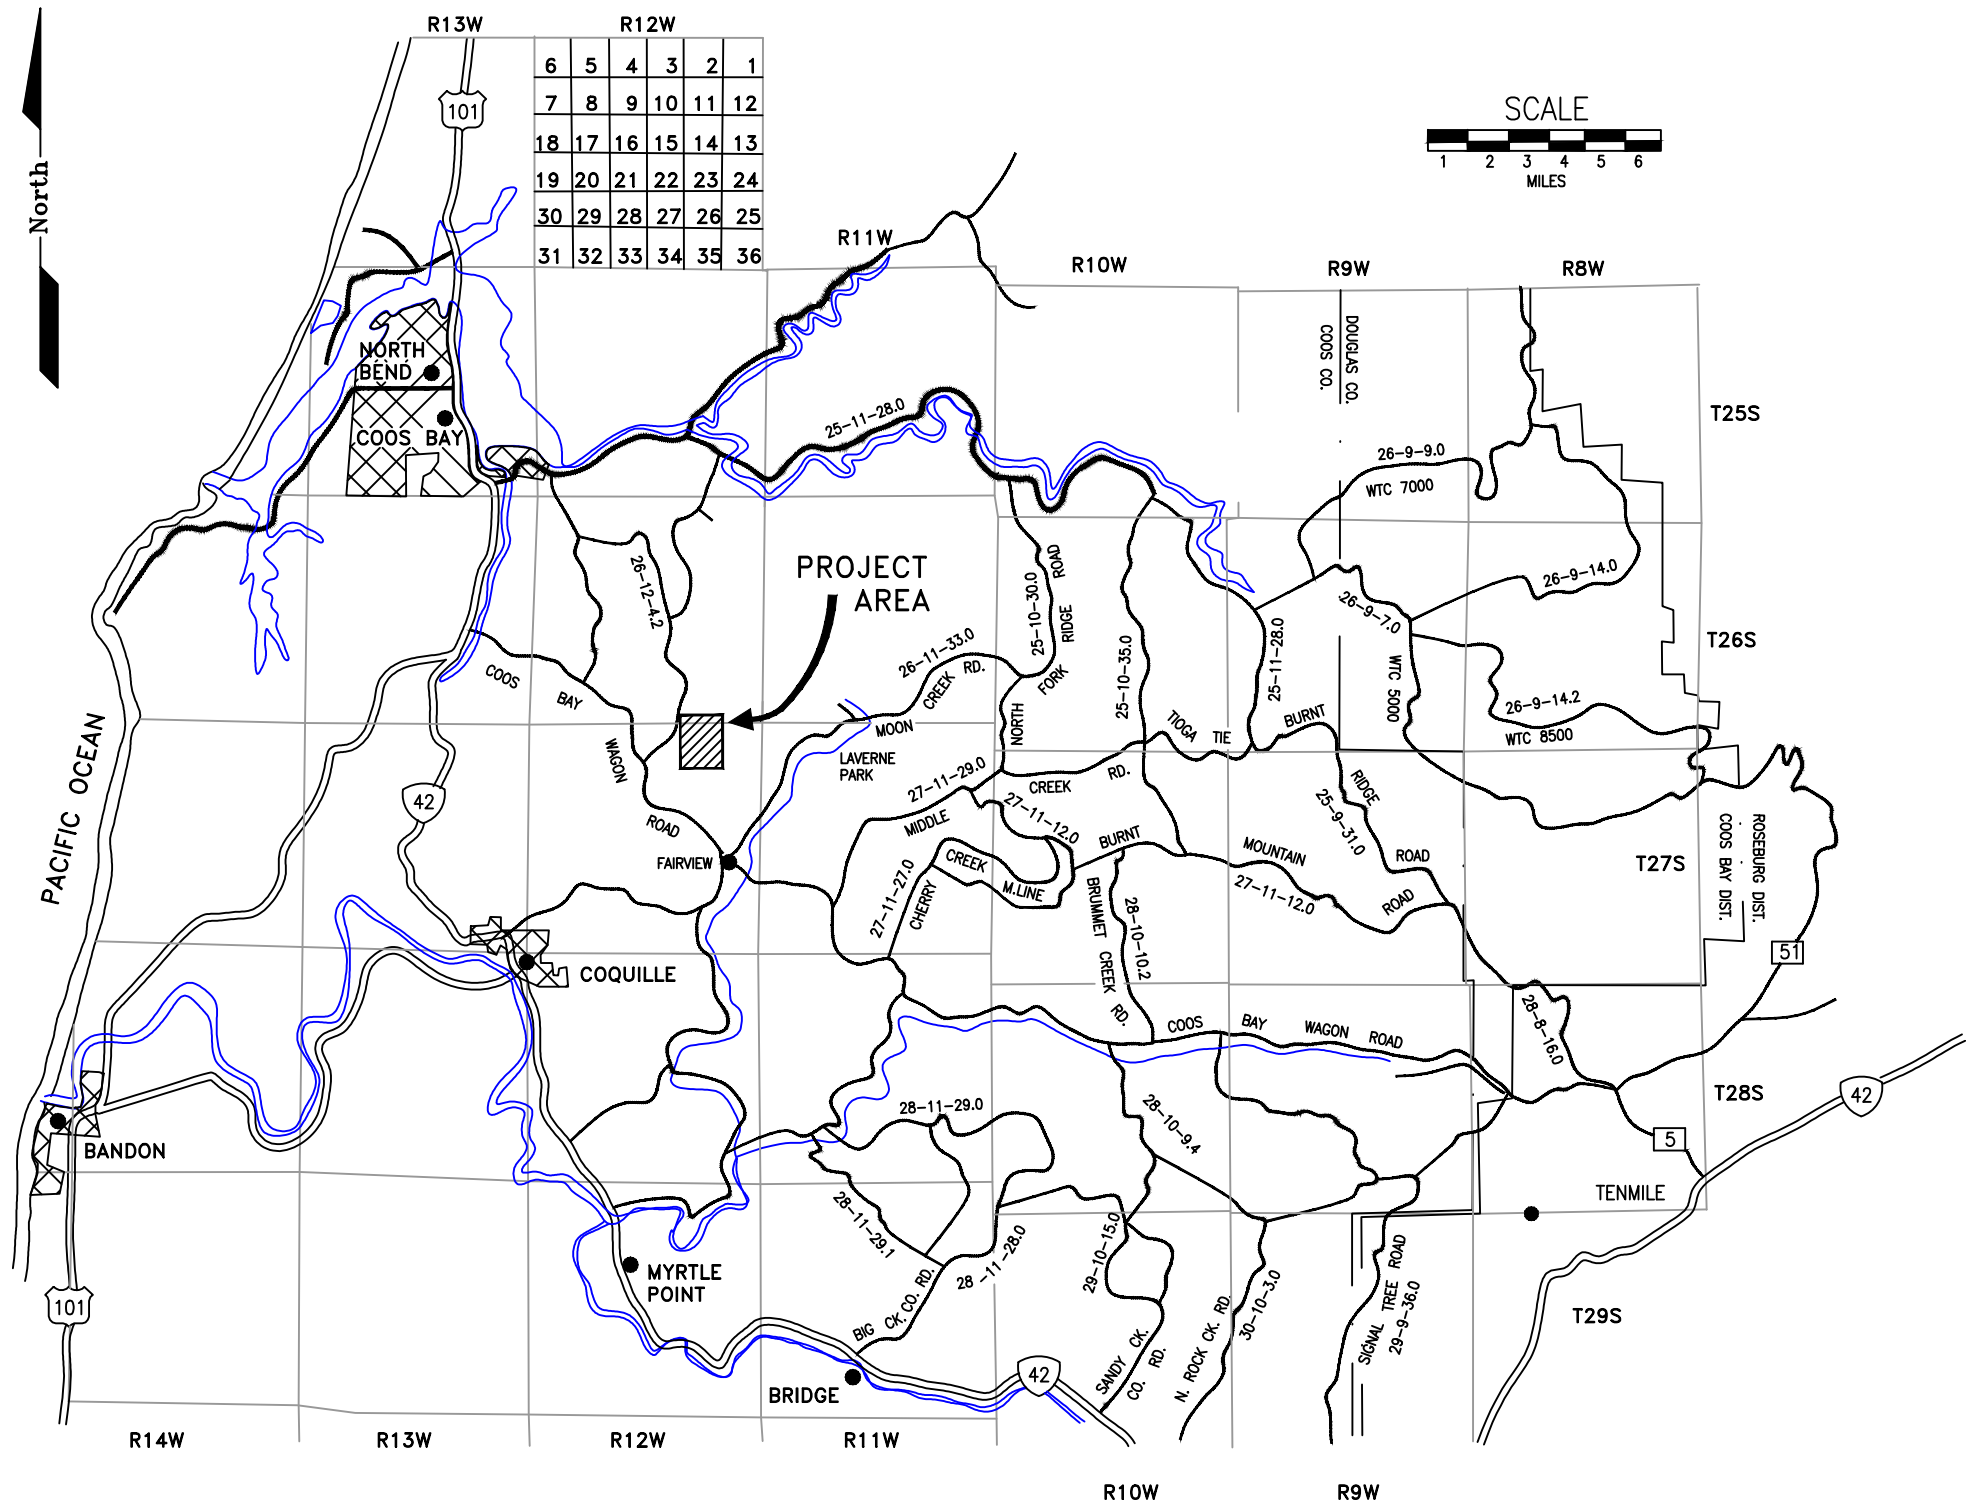 R13W
R12W
6 5 4 3 2 1
7 8 9 10 11 12
18 17 16 15 14 13
19 20 21 22 23 24
30 29 28 27 26 25
31 32 33 34 35 36
101
North
SCALE
1 2 3 4 5 6
MILES
R11W
R10W
R9W
R8W
DOUGLAS CO.
COOS CO.
NORTH
BEND
COOS BAY
25-11-28.0
T25S
26-9-9.0
WTC 7000
PROJECT
AREA
26-12-4.2
25-10-30.0
NORTH FORK RIDGE ROAD
26-9-14.0
26-9-7.0
T26S
26-11-33.0
MOON CREEK RD.
25-10-35.0
25-11-28.0
WTC 5000
26-9-14.2
WTC 8500
COOS BAY WAGON ROAD
TIOGA TIE
BURNT RIDGE ROAD
25-9-31.0
LAVERNE
PARK
PACIFIC OCEAN
42
27-11-29.0
MIDDLE CREEK RD.
27-11-12.0
FAIRVIEW
CHERRY CREEK M.LINE
27-11-27.0
BURNT MOUNTAIN ROAD
27-11-12.0
T27S
ROSEBURG DIST.
COOS BAY DIST.
BRUMMET CREEK RD.
28-10-10.2
51
COQUILLE
COOS BAY WAGON ROAD
28-8-16.0
T28S
42
BANDON
28-11-29.0
28-10-9.4
5
TENMILE
28-11-29.1
28-11-28.0
29-10-15.0
MYRTLE
POINT
BIG CK. CO. RD.
SANDY CK.
CO. RD.
N. ROCK CK. RD.
30-10-3.0
SIGNAL TREE ROAD
29-9-36.0
T29S
101
BRIDGE
42
R14W
R13W
R12W
R11W
R10W
R9W